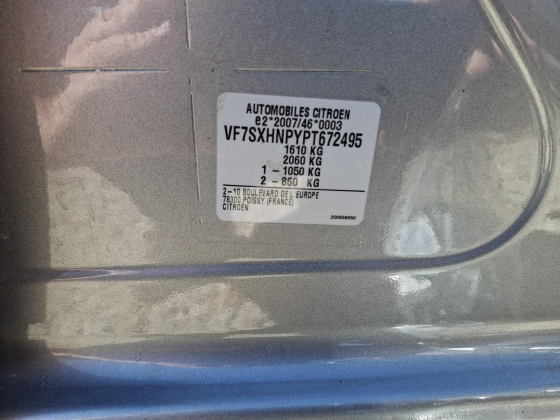 AUTOMOBILES CITROEN
e2*2007/46*0003
VF7SXHNPYPT672495
1610 KG
2060 KG
1 - 1050 KG
2 - 860 KG
2-10 BOULEVARD DE L'EUROPE
78300 POISSY (FRANCE)
CITROEN